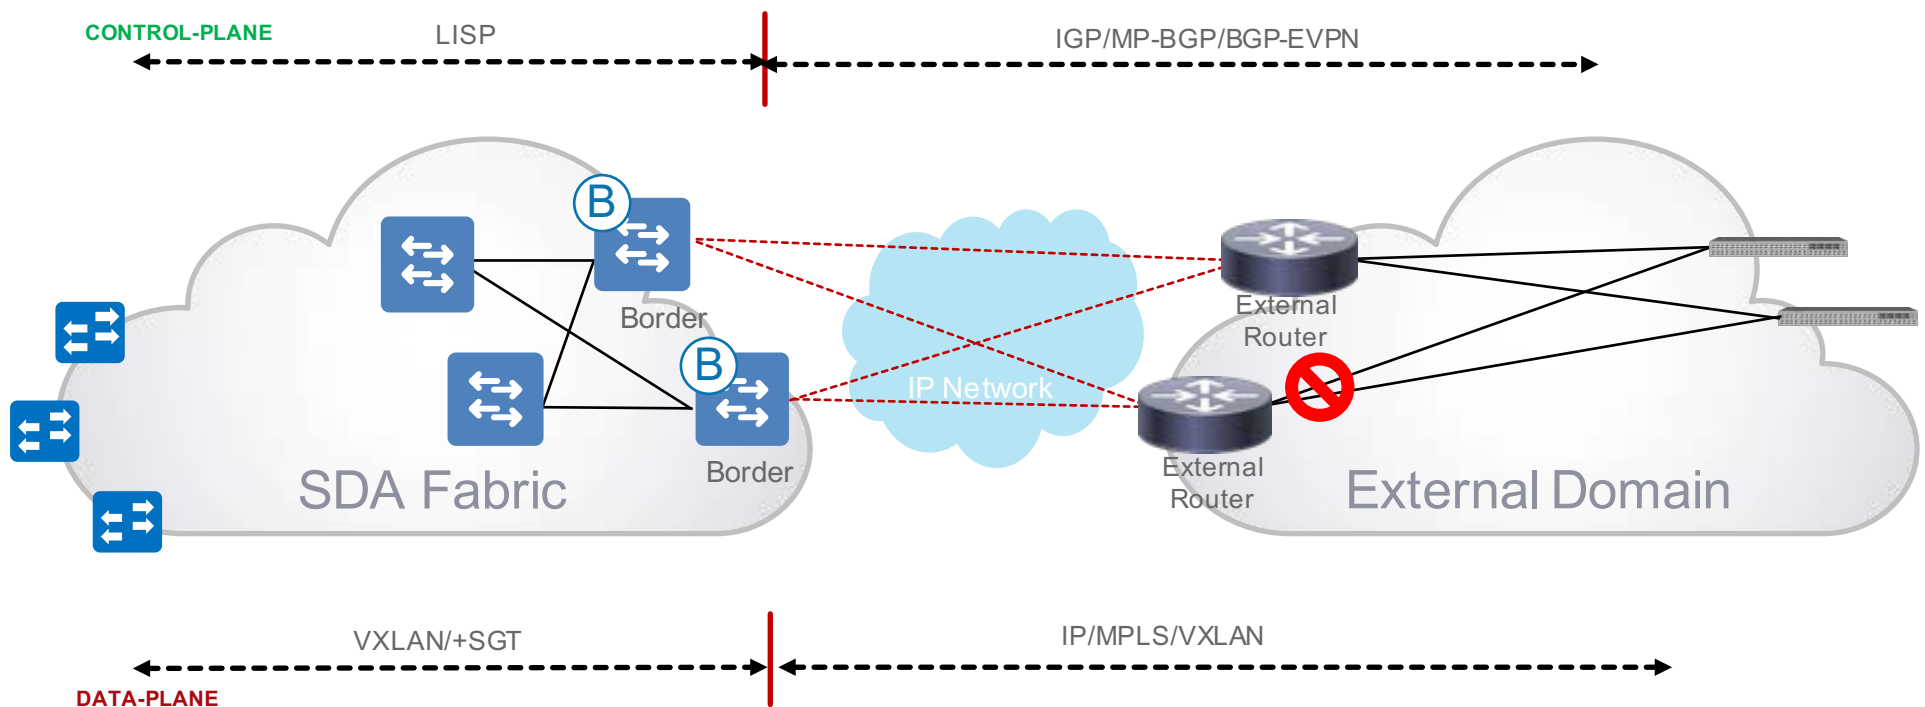 CONTROL-PLANE
LISP
IGP/MP-BGP/BGP-EVPN
B
Border
External
Router
B
IP Network
Border
External
Router
SDA Fabric
External Domain
VXLAN/+SGT
IP/MPLS/VXLAN
DATA-PLANE